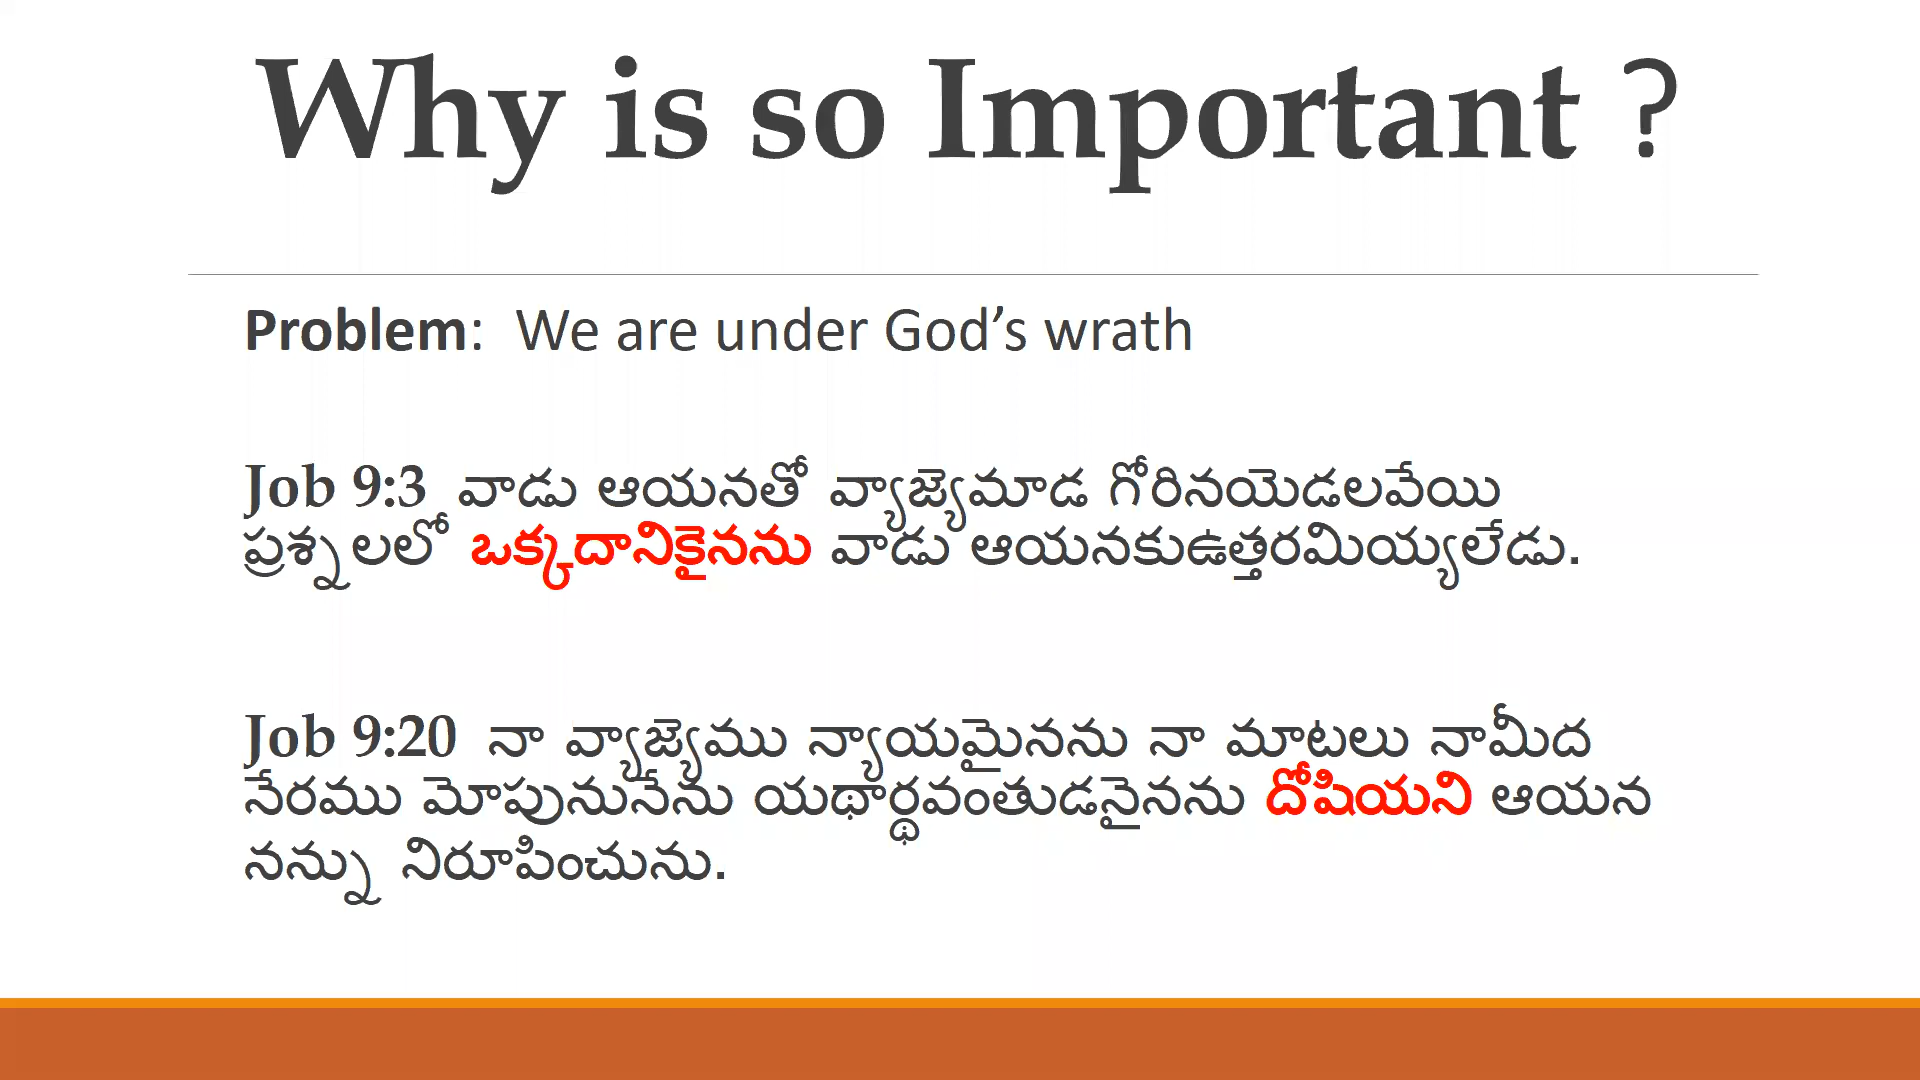 Why is so Important ?
Problem:  We are under God’s wrath
Job 9:3  వాడు ఆయనతో వ్యాజ్యెమాడ గోరినయెడలవేయి
ప్రశ్నలలో ఒక్కదానికైనను వాడు ఆయనకుఉత్తరమియ్యలేడు.
Job 9:20  నా వ్యాజ్యెము న్యాయమైనను నా మాటలు నామీద
నేరము మోపునునేను యథార్థవంతుడనైనను దోషియని ఆయన
నన్ను నిరూపించును.